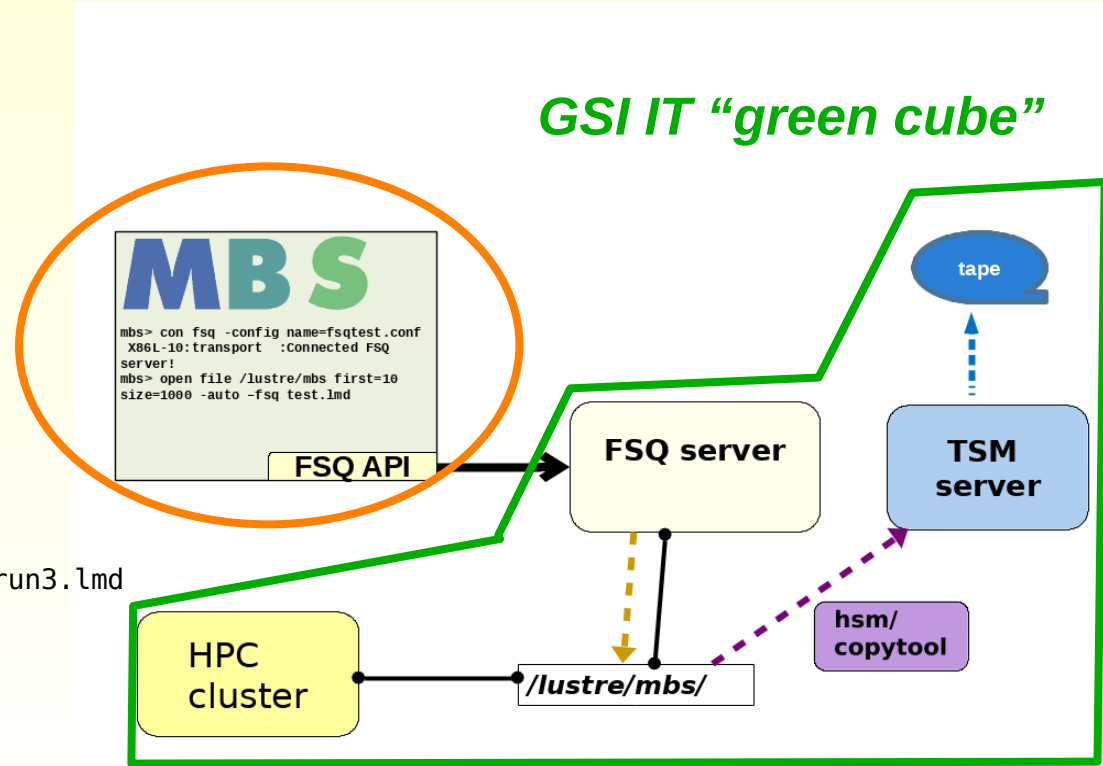 GSI IT “green cube”
MBS
mbs> con fsq -config name=fsqtest.conf
X86L-10:transport  :Connected FSQ
server!
mbs> open file /lustre/mbs first=10
size=1000 -auto –fsq test.lmd
FSQ API
tape
FSQ server
TSM
server
run3.lmd
hsm/
copytool
HPC
cluster
/lustre/mbs/